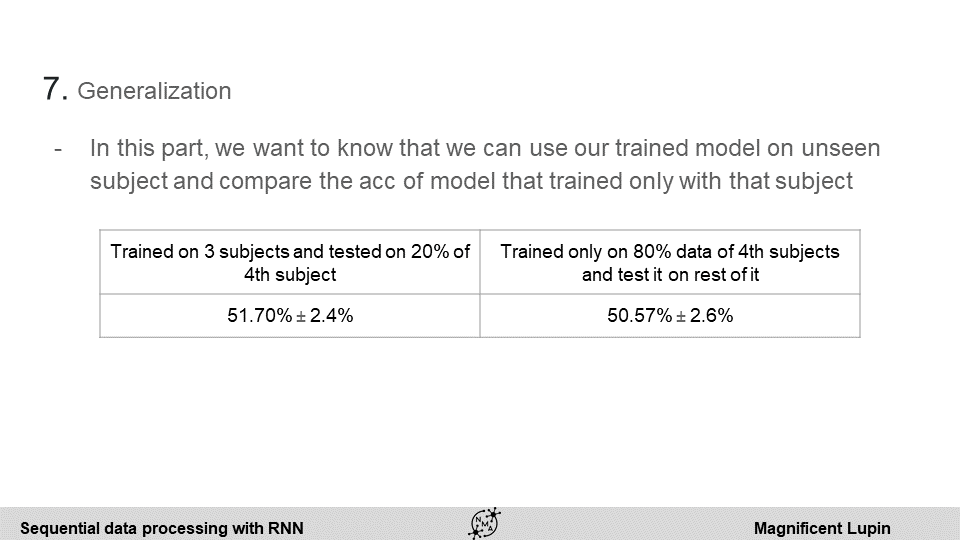 7. Generalization
- In this part, we want to know that we can use our trained model on unseen
subject and compare the acc of model that trained only with that subject
Trained on 3 subjects and tested on 20% of
4th subject
Trained only on 80% data of 4th subjects
and test it on rest of it
51.70% ± 2.4%
50.57% ± 2.6%
Sequential data processing with RNN
N
M
A
Magnificent Lupin